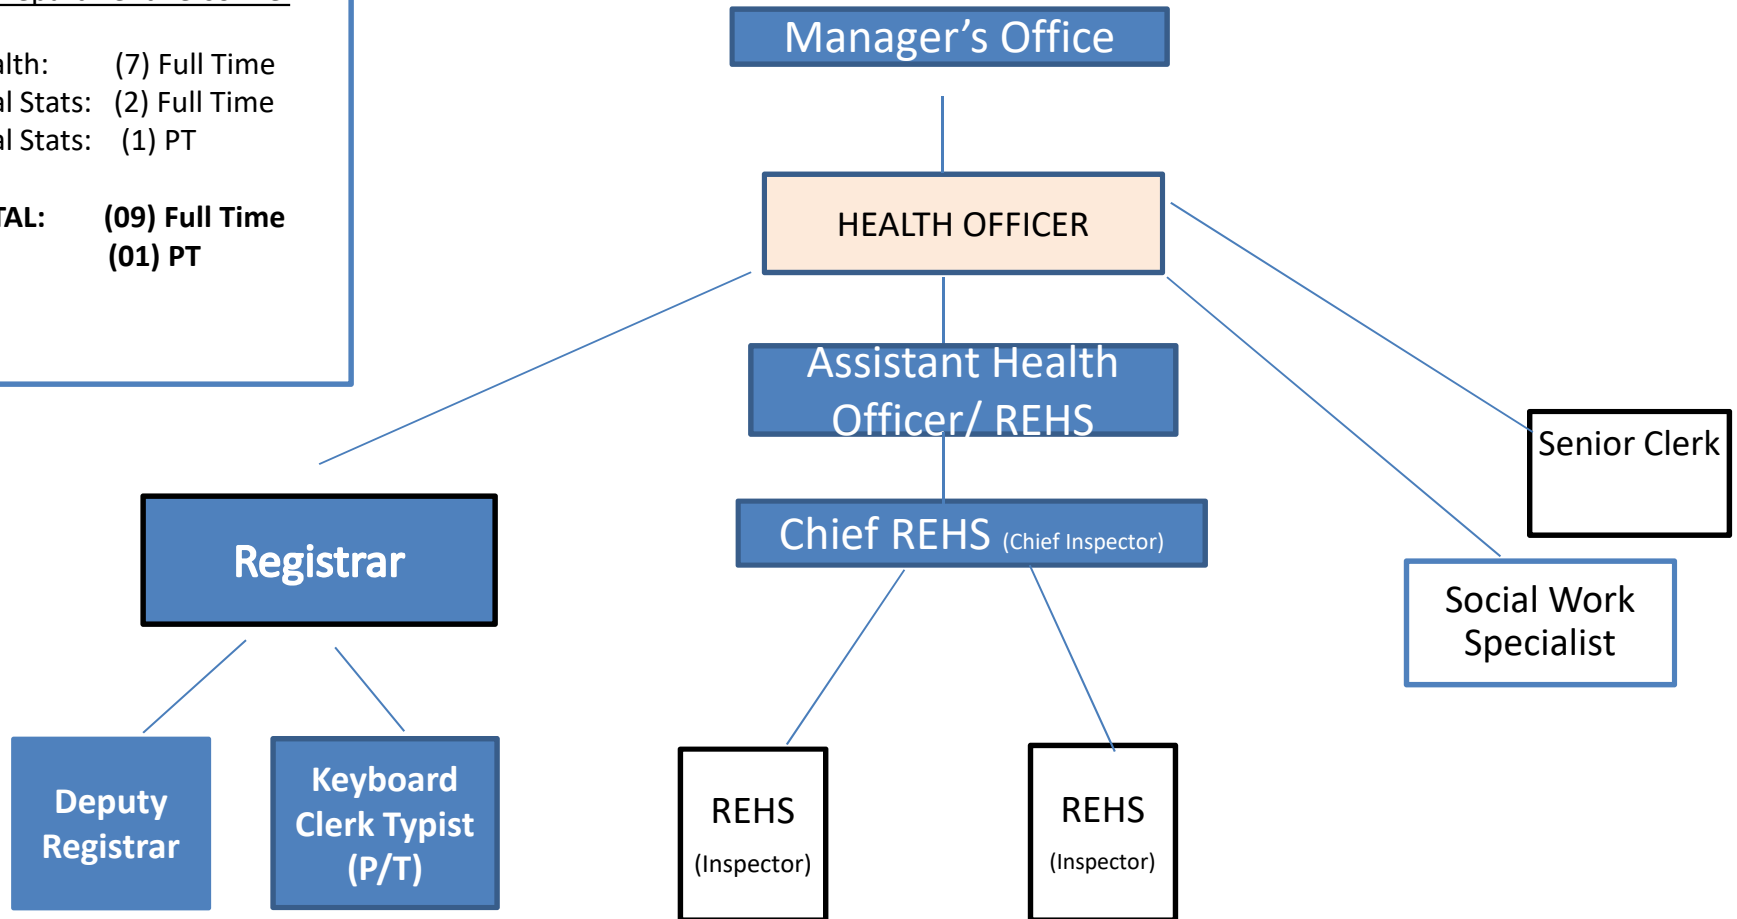 (7) Full Time
Stats: (2) Full Time
Stats: (1) PT
(09) Full Time
(01) PT
Manager’s Office
HEALTH OFFICER
Assistant Health
Officer/ REHS
Chief REHS (Chief Inspector)
Senior Clerk
Social Work
Specialist
Registrar
Deputy
Registrar
Keyboard
Clerk Typist
(P/T)
REHS
(Inspector)
REHS
(Inspector)